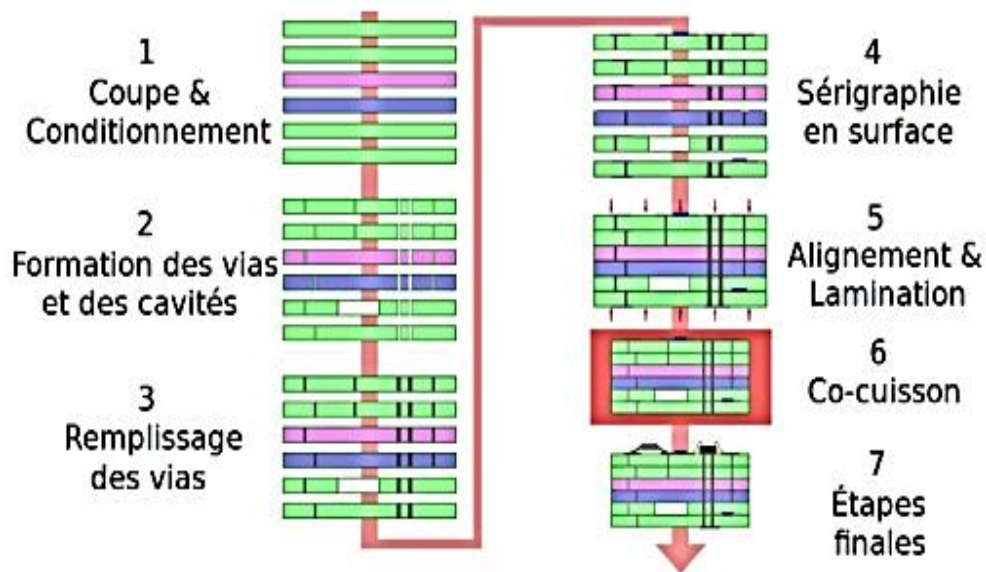 1
Coupe &
Conditionnement
2
Formation des vias
et des cavités
3
Remplissage
des vias
4
Sérigraphie
en surface
5
Alignement &
Lamination
6
Co-cuisson
7
Étapes
finales